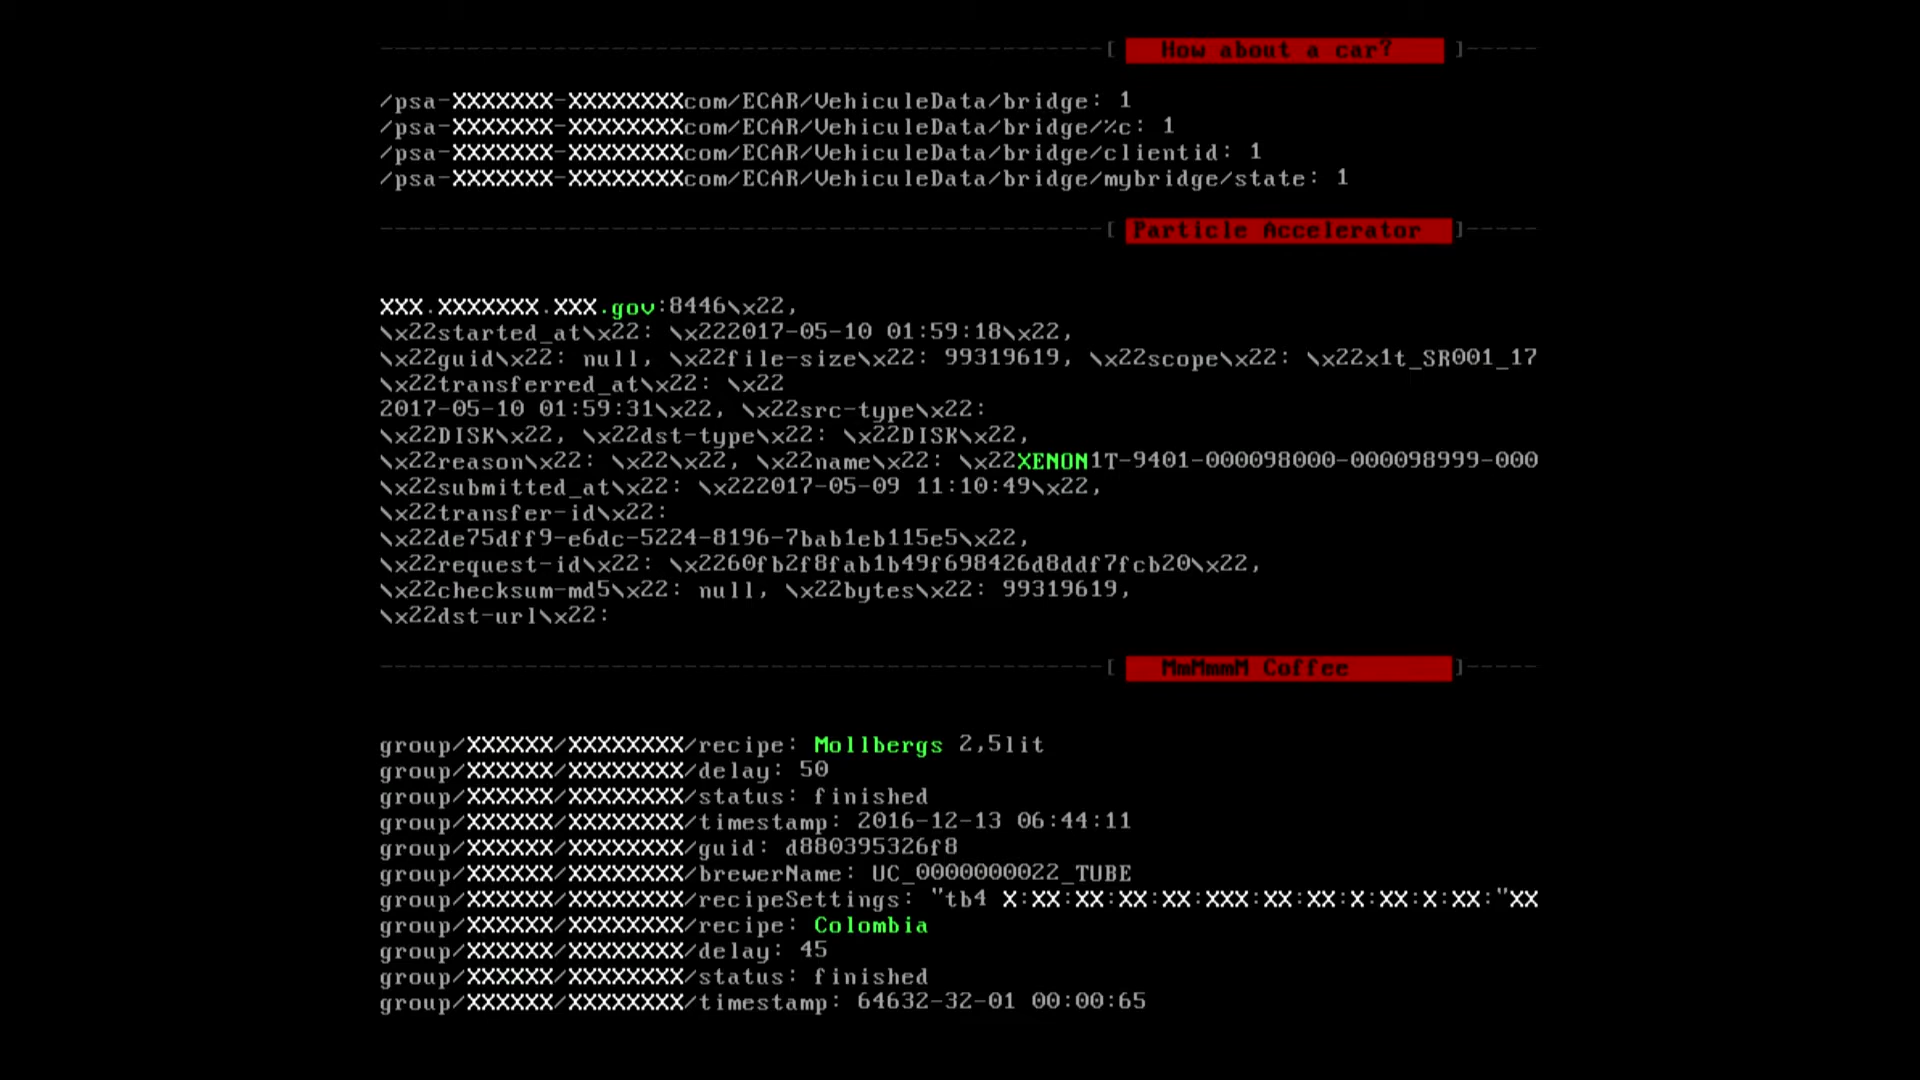 [ How about a car? ]
/psa-XXXXXXX-XXXXXXXXcom/ECAR/VehiculeData/bridge: 1
/psa-XXXXXXX-XXXXXXXXcom/ECAR/VehiculeData/bridge/%c: 1
/psa-XXXXXXX-XXXXXXXXcom/ECAR/VehiculeData/bridge/clientid: 1
/psa-XXXXXXX-XXXXXXXXcom/ECAR/VehiculeData/bridge/mybridge/state: 1
[ Particle Accelerator ]
XXX.XXXXXXX.XXX.gov:8446\x22,
\x22started_at\x22: \x222017-05-10 01:59:18\x22,
\x22guid\x22: null, \x22file-size\x22: 99319619, \x22scope\x22: \x22x1t_SR001_17
\x22transferred_at\x22: \x22
2017-05-10 01:59:31\x22, \x22src-type\x22:
\x22DISK\x22, \x22dst-type\x22: \x22DISK\x22,
\x22reason\x22: \x22\x22, \x22name\x22: \x22XENON1T-9401-000098000-000098999-000
\x22submitted_at\x22: \x222017-05-09 11:10:49\x22,
\x22transfer-id\x22:
\x22de75dff9-e6dc-5224-8196-7bab1eb115e5\x22,
\x22request-id\x22: \x2260fb2f8fab1b49f698426d8ddf7fcb20\x22,
\x22checksum-md5\x22: null, \x22bytes\x22: 99319619,
\x22dst-url\x22:
[ MmMmmM Coffee ]
group/XXXXXX/XXXXXXXX/recipe: Mollbergs 2,5lit
group/XXXXXX/XXXXXXXX/delay: 50
group/XXXXXX/XXXXXXXX/status: finished
group/XXXXXX/XXXXXXXX/timestamp: 2016-12-13 06:44:11
group/XXXXXX/XXXXXXXX/guid: d880395326f8
group/XXXXXX/XXXXXXXX/brewerName: UC_0000000022_TUBE
group/XXXXXX/XXXXXXXX/recipeSettings: "tb4 X:XX:XX:XX:XX:XXX:XX:XX:X:XX:X:XX:"XX
group/XXXXXX/XXXXXXXX/recipe: Colombia
group/XXXXXX/XXXXXXXX/delay: 45
group/XXXXXX/XXXXXXXX/status: finished
group/XXXXXX/XXXXXXXX/timestamp: 64632-32-01 00:00:65